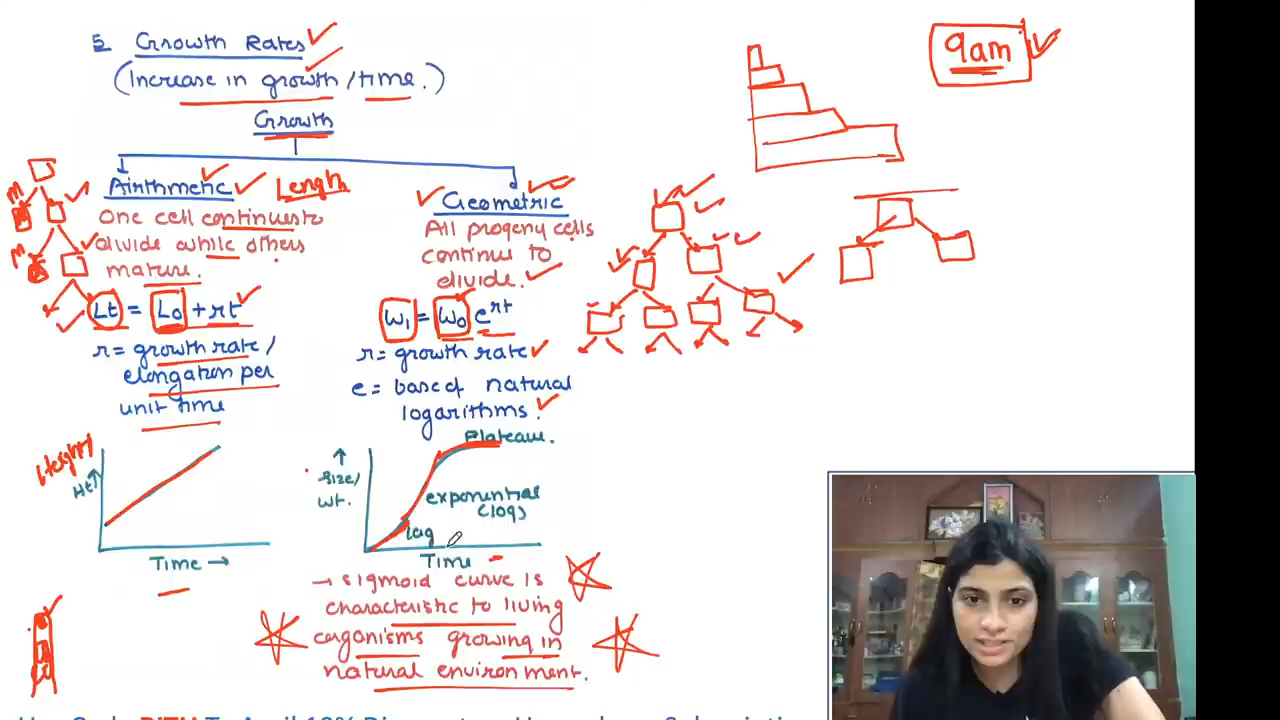 5 Growth Rates
(Increase in growth / time.)
Growth
Airthmetic
Length
One cell continues to
divide while others
mature.
Lt = L0 + rt
r = growth rate /
elongation per
unit time
Height
Ht
Time →
Geometric
All progeny cells
continue to
divide.
W1 = W0 e^rt
r = growth rate
e = base of natural
logarithms.
Plateau.
Size/
wt.
exponential
(log)
lag
Time
→ sigmoid curve is
characteristic to living
organisms growing in
natural environment.
9am
M
M